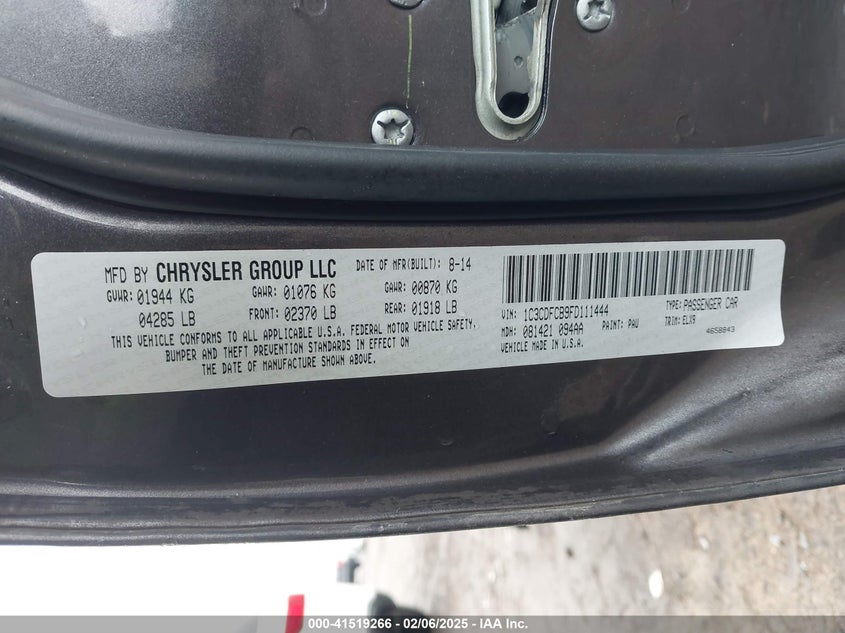 MFD BY CHRYSLER GROUP LLC DATE OF MFR(BUILT): 8-14
GVWR: 01944 KG GAWR: 01076 KG GAWR: 00870 KG
04285 LB FRONT: 02370 LB REAR: 01918 LB
THIS VEHICLE CONFORMS TO ALL APPLICABLE U.S.A. FEDERAL MOTOR VEHICLE SAFETY,
BUMPER AND THEFT PREVENTION STANDARDS IN EFFECT ON
THE DATE OF MANUFACTURE SHOWN ABOVE.
VIN: 1C3CDFCB9FD111444 TYPE: PASSENGER CAR
MDH: 081421 094AA PAINT: PAU TRIM: ELX9
VEHICLE MADE IN U.S.A. 4658843
000-41519266 - 02/06/2025 - IAA Inc.